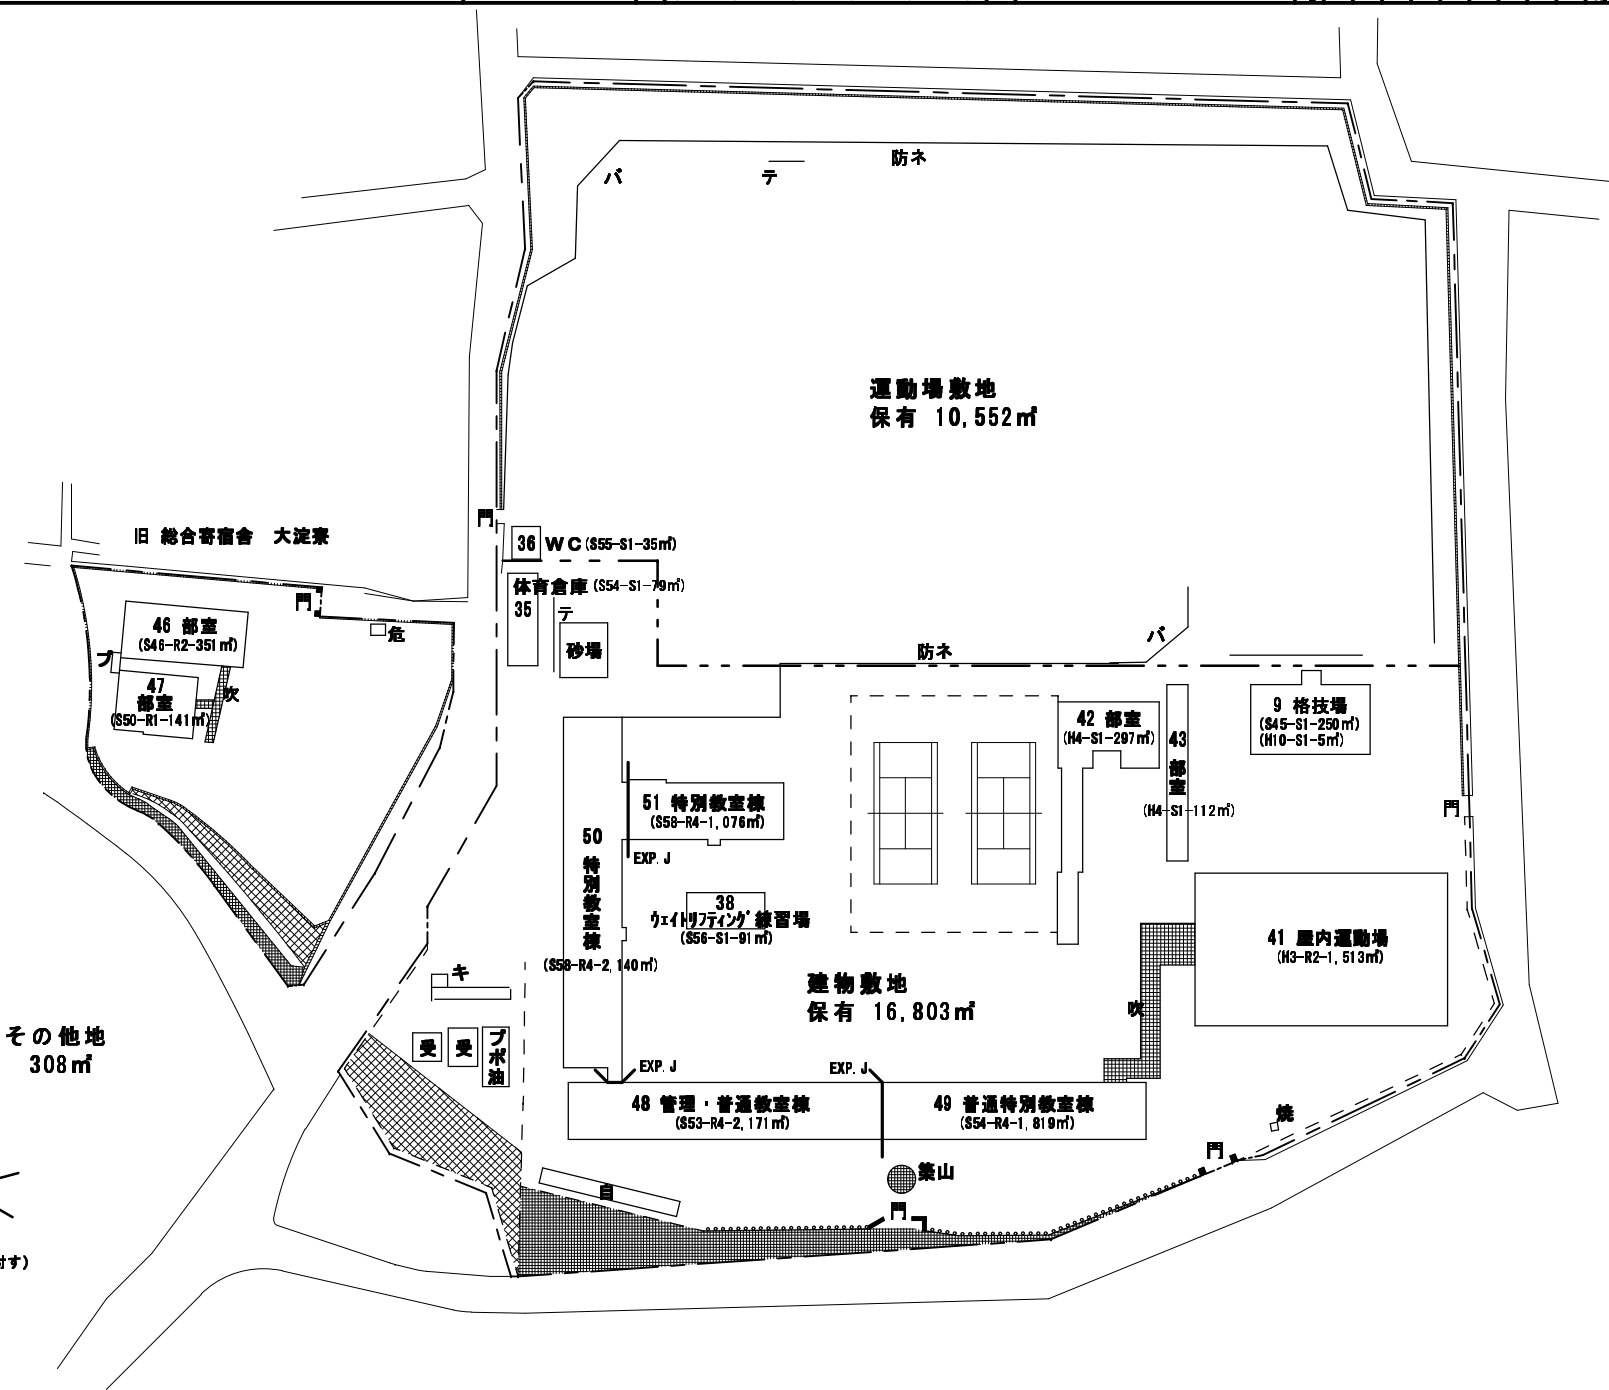 防ネ
バ
テ
運動場敷地
保有 10,552㎡
門
旧 総合寄宿舎 大淀寮
36 WC(S55-S1-35㎡)
体育倉庫(S54-S1-79㎡)
35
テ
砂場
門
危
46 部室
(S46-R2-351㎡)
プ
47
部室
(S50-R1-141㎡)
吹
バ
防ネ
42 部室
(H4-S1-297㎡)
43 部室
(H4-S1-112㎡)
9 格技場
(S45-S1-250㎡)
(H10-S1-5㎡)
門
51 特別教室棟
(S58-R4-1,076㎡)
EXP.J
50 特別教室棟
(S58-R4-2,140㎡)
38
ウェイトリフティング練習場
(S56-S1-91㎡)
41 屋内運動場
(H3-R2-1,513㎡)
建物敷地
保有 16,803㎡
吹
キ
受
受
プポ油
その他地
308㎡
EXP.J
EXP.J
48 管理・普通教室棟
(S53-R4-2,171㎡)
49 普通特別教室棟
(S54-R4-1,819㎡)
焼
門
築山
自
門
付す)